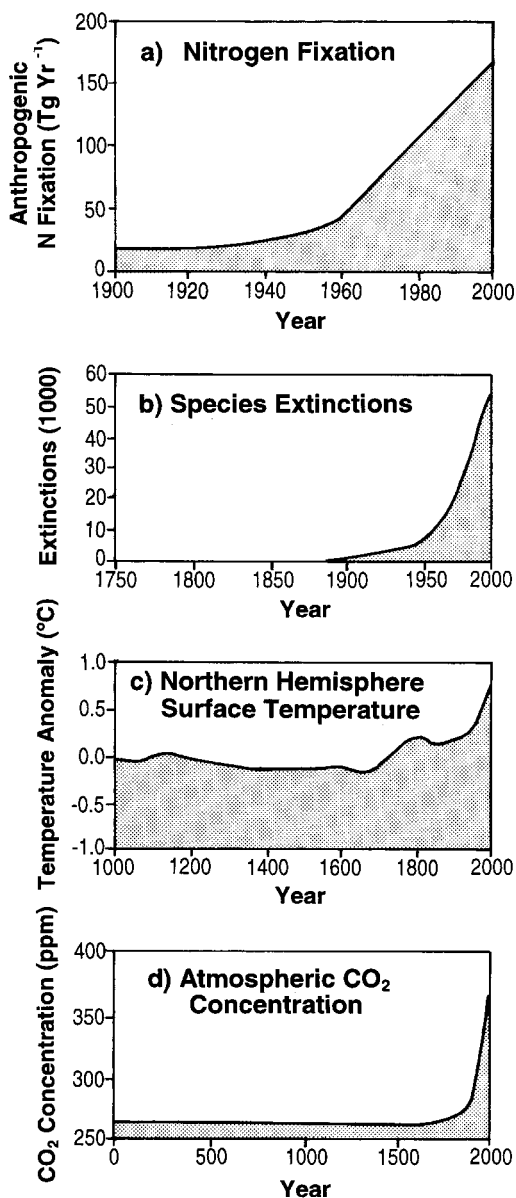 Anthropogenic
N Fixation (Tg Yr⁻¹)
200
150
100
50
0
a) Nitrogen Fixation
1900 1920 1940 1960 1980 2000
Year
Extinctions (1000)
60
50
40
30
20
10
0
b) Species Extinctions
1750 1800 1850 1900 1950 2000
Year
Temperature Anomaly (°C)
1.0
0.5
0.0
-0.5
-1.0
c) Northern Hemisphere
Surface Temperature
1000 1200 1400 1600 1800 2000
Year
CO₂ Concentration (ppm)
400
350
300
250
d) Atmospheric CO₂
Concentration
0 500 1000 1500 2000
Year